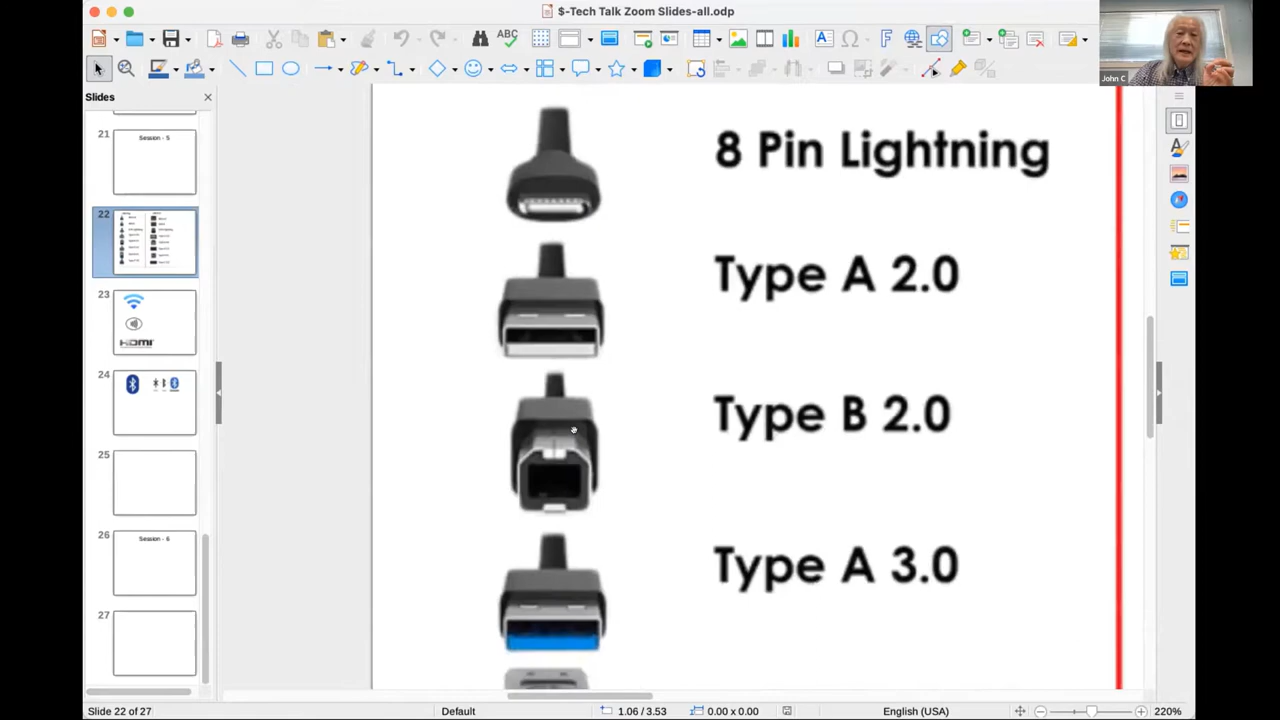 $-Tech Talk Zoom Slides-all.odp
John C
Slides
21
Session - 5
22
23
HDMI
24
25
26
Session - 6
27
8 Pin Lightning
Type A 2.0
Type B 2.0
Type A 3.0
Slide 22 of 27
Default
1.06 / 3.53
0.00 x 0.00
English (USA)
220%